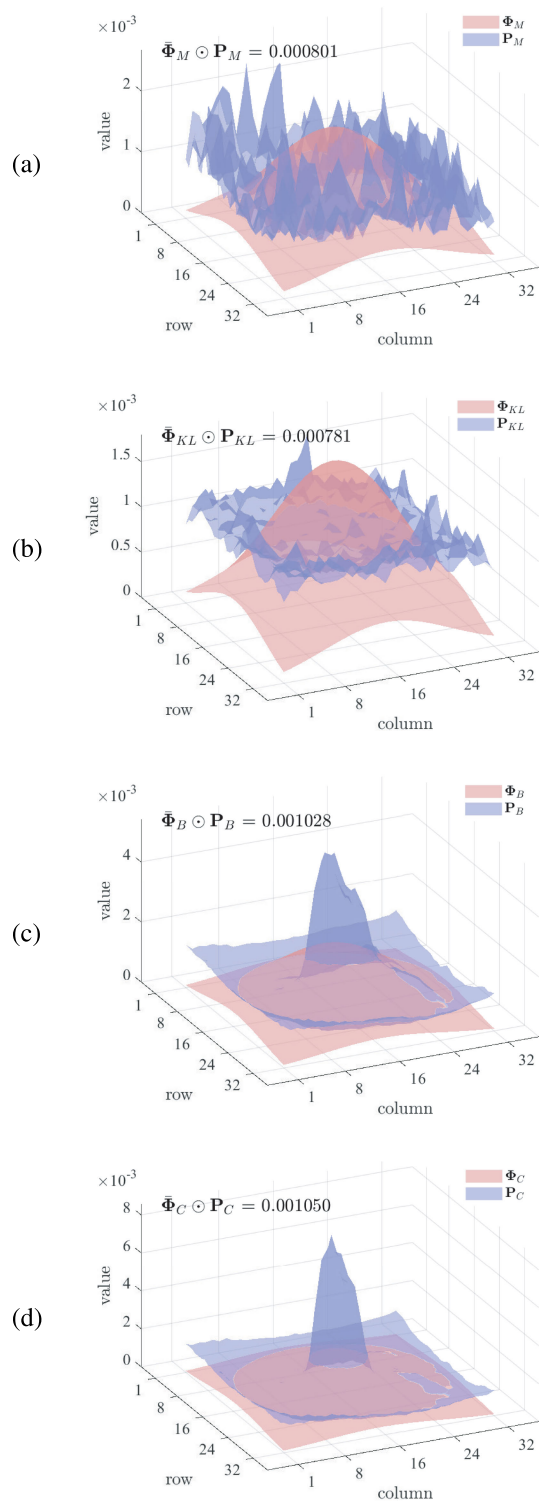 (a)
×10⁻³
Φ̄_M ⊙ P_M = 0.000801
Φ_M
P_M
value
2
1
0
1
8
16
24
32
row
1
8
16
24
32
column
(b)
×10⁻³
Φ̄_KL ⊙ P_KL = 0.000781
Φ_KL
P_KL
value
1.5
1
0.5
0
1
8
16
24
32
row
1
8
16
24
32
column
(c)
×10⁻³
Φ̄_B ⊙ P_B = 0.001028
Φ_B
P_B
value
4
2
0
1
8
16
24
32
row
1
8
16
24
32
column
(d)
×10⁻³
Φ̄_C ⊙ P_C = 0.001050
Φ_C
P_C
value
8
6
4
2
0
1
8
16
24
32
row
1
8
16
24
32
column